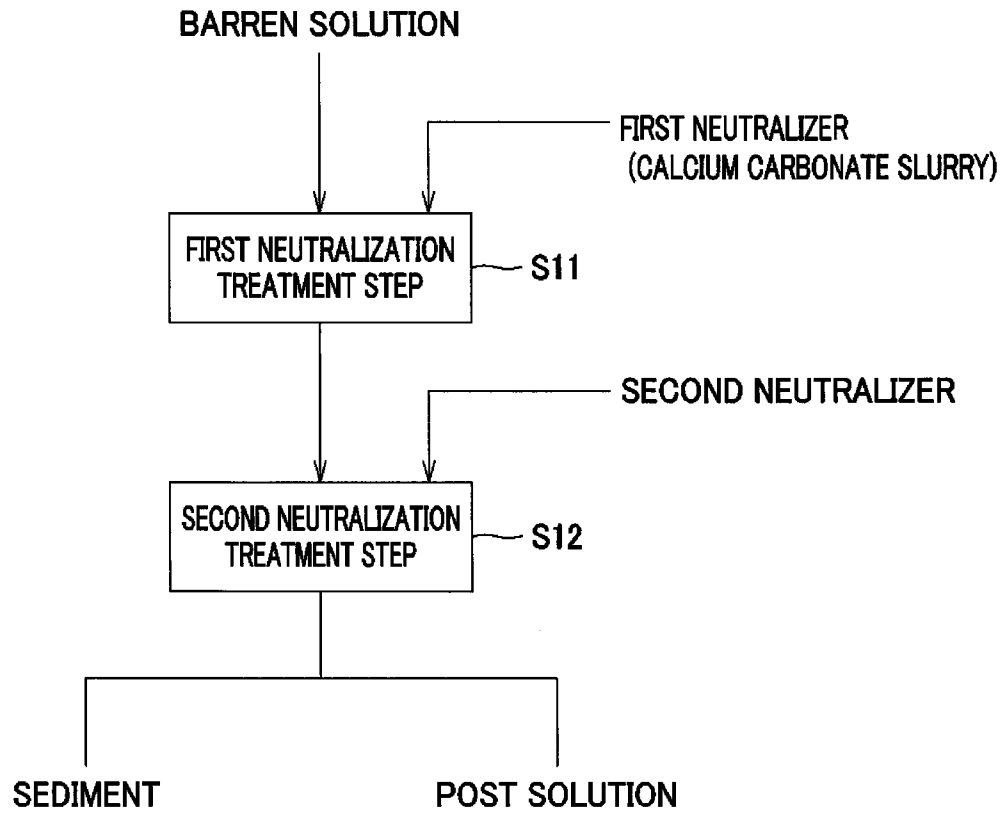 BARREN SOLUTION
FIRST NEUTRALIZER
(CALCIUM CARBONATE SLURRY)
FIRST NEUTRALIZATION
TREATMENT STEP
S11
SECOND NEUTRALIZER
SECOND NEUTRALIZATION
TREATMENT STEP
S12
SEDIMENT
POST SOLUTION